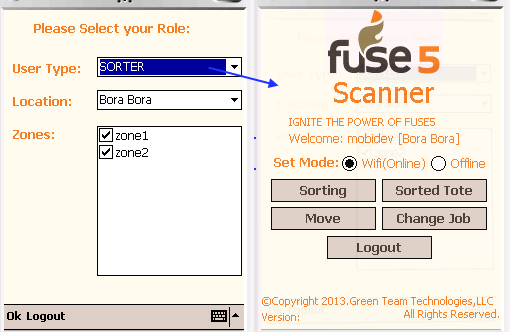 Please Select your Role:
User Type: SORTER
Location: Bora Bora
Zones: zone1
zone2
Ok Logout
fuse 5
Scanner
IGNITE THE POWER OF FUSE5
Welcome: mobidev [Bora Bora]
Set Mode: Wifi(Online) Offline
Sorting Sorted Tote
Move Change Job
Logout
©Copyright 2013.Green Team Technologies,LLC
Version: All Rights Reserved.